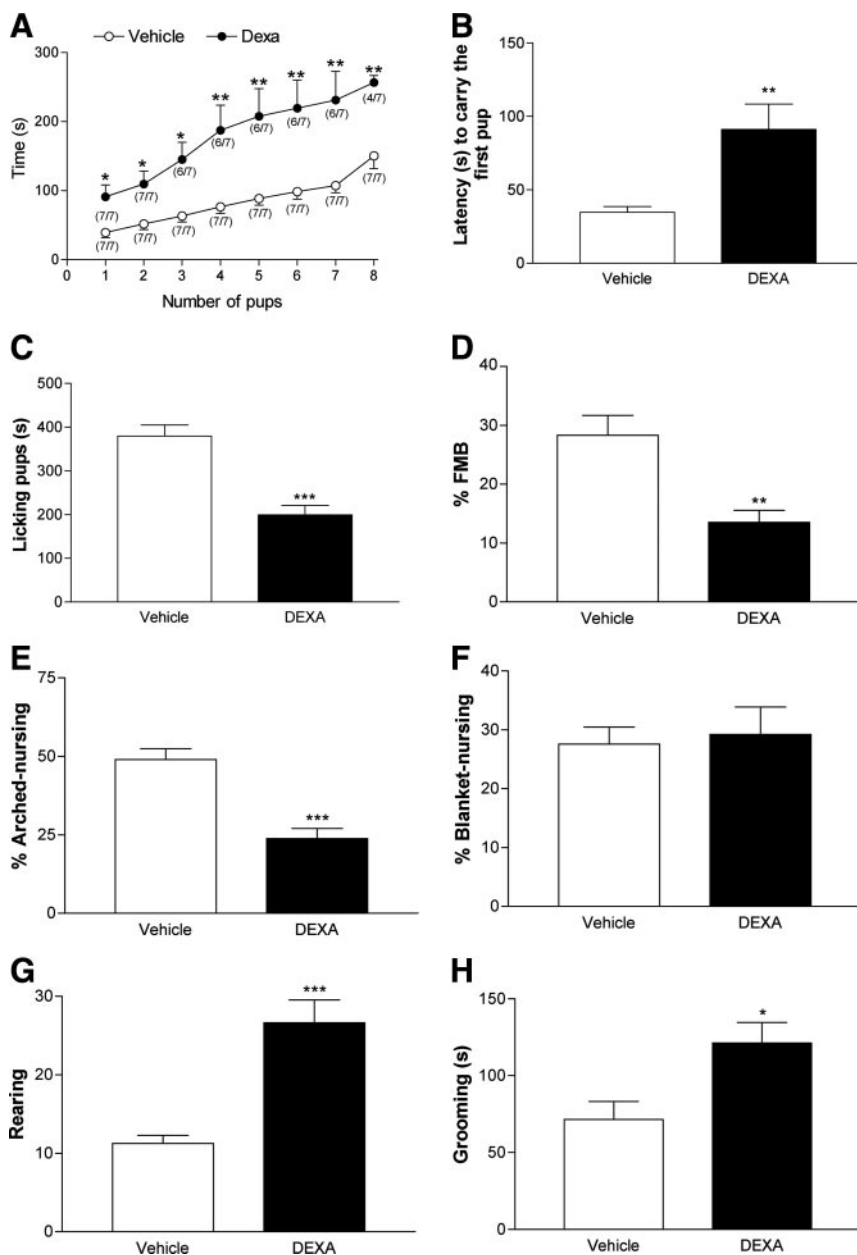 A
Vehicle
Dexa
Time (s)
300
200
100
0
* * * ** ** ** ** **
(7/7) (7/7) (6/7) (6/7) (6/7) (6/7) (6/7) (4/7)
(7/7) (7/7) (7/7) (7/7) (7/7) (7/7) (7/7) (7/7)
0 1 2 3 4 5 6 7 8
Number of pups
B
Latency (s) to carry the
first pup
150
100
50
0
**
Vehicle DEXA
C
Licking pups (s)
500
400
300
200
100
0
***
Vehicle DEXA
D
% FMB
40
30
20
10
0
**
Vehicle DEXA
E
% Arched-nursing
75
50
25
0
***
Vehicle DEXA
F
% Blanket-nursing
40
30
20
10
0
Vehicle DEXA
G
Rearing
30
20
10
0
***
Vehicle DEXA
H
Grooming (s)
150
100
50
0
*
Vehicle DEXA